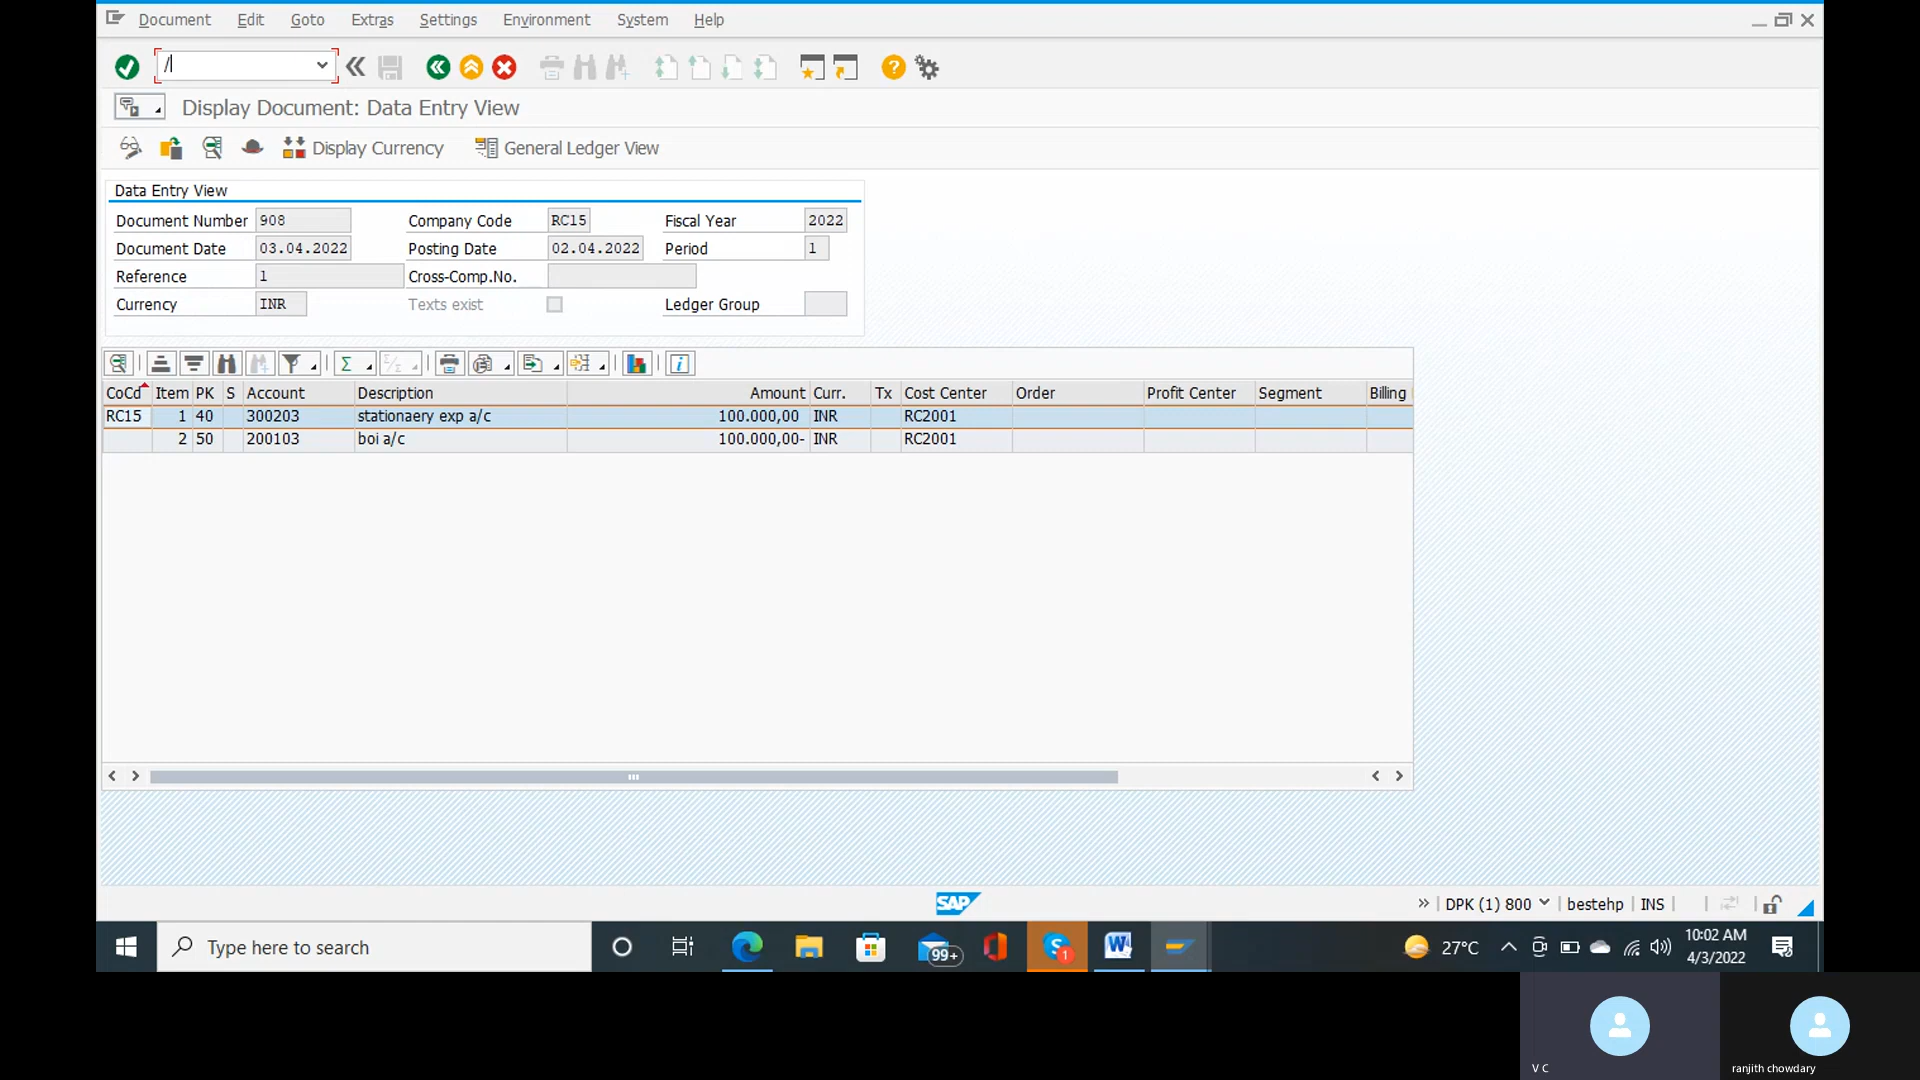 Document Edit Goto Extras Settings Environment System Help
/
Display Document: Data Entry View
Display Currency General Ledger View
Data Entry View
Document Number 908 Company Code RC15 Fiscal Year 2022
Document Date 03.04.2022 Posting Date 02.04.2022 Period 1
Reference 1 Cross-Comp.No.
Currency INR Texts exist Ledger Group
CoCd Item PK S Account Description Amount Curr. Tx Cost Center Order Profit Center Segment Billing
RC15 1 40 300203 stationaery exp a/c 100.000,00 INR RC2001
2 50 200103 boi a/c 100.000,00- INR RC2001
SAP
DPK (1) 800 bestehp INS
Type here to search
99+
1
27°C
10:02 AM
4/3/2022
V C
ranjith chowdary